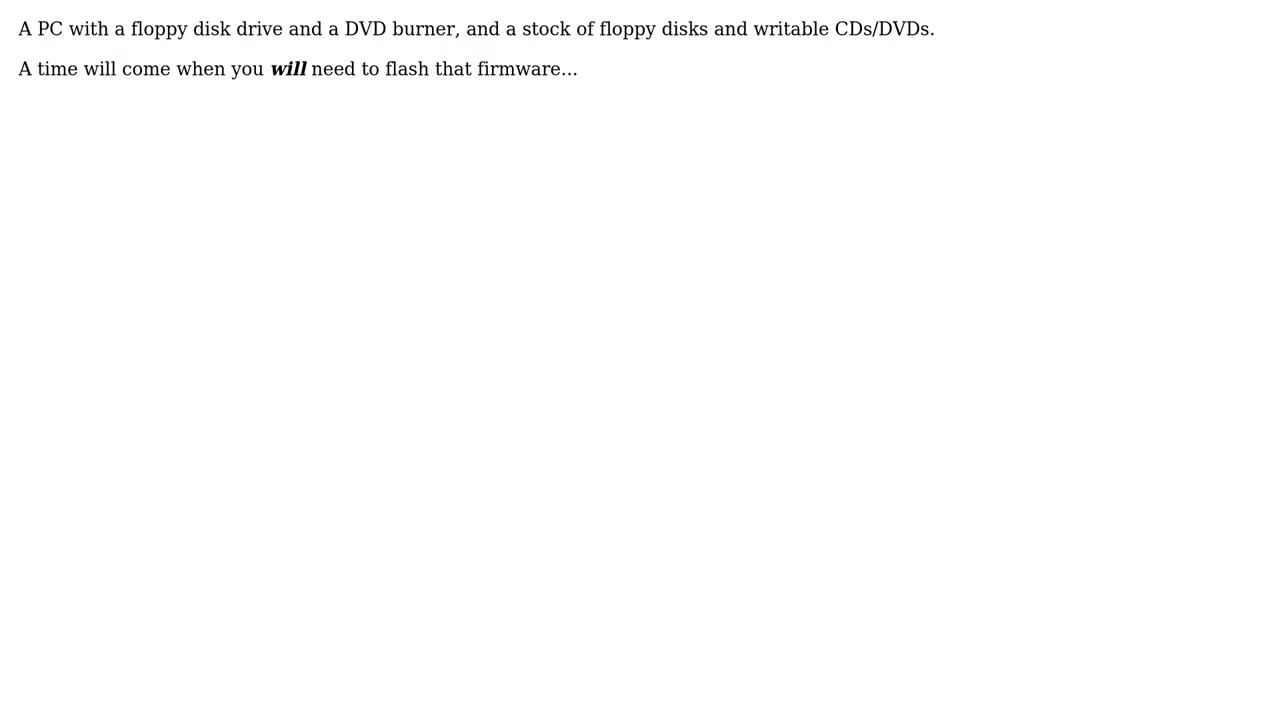 A PC with a floppy disk drive and a DVD burner, and a stock of floppy disks and writable CDs/DVDs.
A time will come when you will need to flash that firmware...